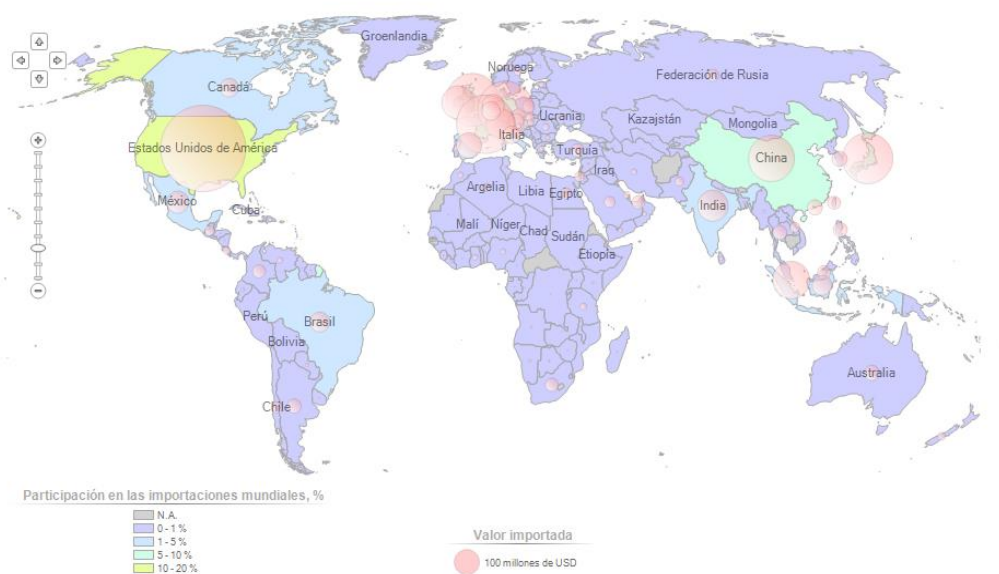 Groenlandia
Noruega
Federación de Rusia
Canadá
Ucrania
Kazajstán
Mongolia
Italia
Estados Unidos de América
Turquía
China
Iraq
Argelia
Libia
Egipto
India
México
Cuba
Malí
Níger
Chad
Sudán
Etiopía
Perú
Brasil
Bolivia
Australia
Chile
Participación en las importaciones mundiales, %
N.A.
0 - 1 %
1 - 5 %
5 - 10 %
10 - 20 %
Valor importada
100 millones de USD